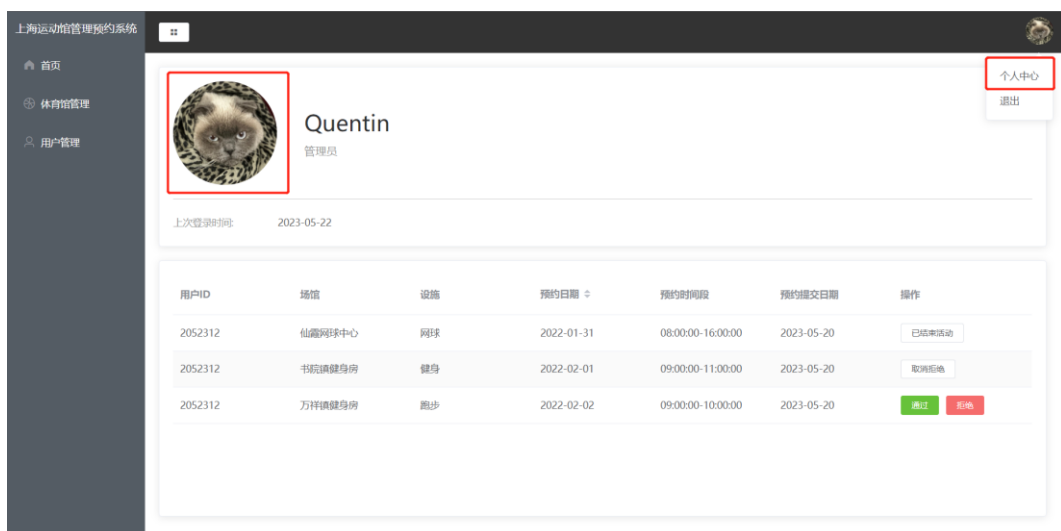 上海运动馆管理预约系统
首页
体育馆管理
用户管理
个人中心
退出
Quentin
管理员
上次登录时间: 2023-05-22
用户ID 场馆 设施 预约日期 预约时间段 预约提交日期 操作
2052312 仙霞网球中心 网球 2022-01-31 08:00:00-16:00:00 2023-05-20 已结束活动
2052312 书院镇健身房 健身 2022-02-01 09:00:00-11:00:00 2023-05-20 取消拒绝
2052312 万祥镇健身房 跑步 2022-02-02 09:00:00-10:00:00 2023-05-20 通过 拒绝